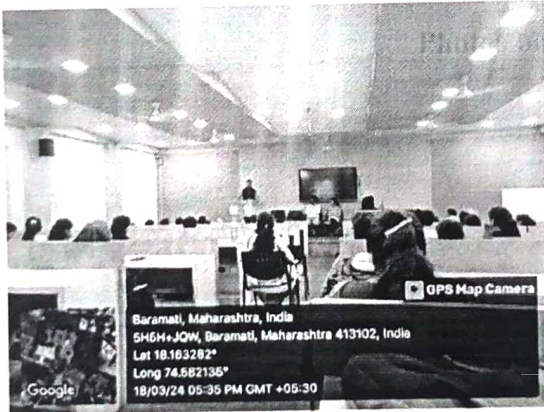 GPS Map Camera
Baramati, Maharashtra, India
5H6H+JQW, Baramati, Maharashtra 413102, India
Lat 18.163282°
Long 74.582135°
18/03/24 05:35 PM GMT +05:30
Google